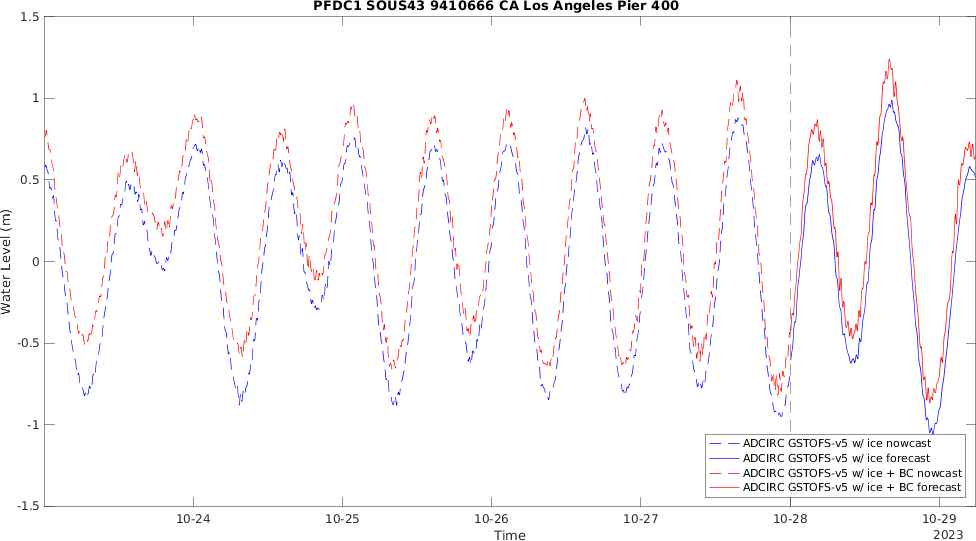 PFDC1 SOUS43 9410666 CA Los Angeles Pier 400
1.5
1
0.5
0
-0.5
-1
-1.5
Water Level (m)
10-24
10-25
10-26
10-27
10-28
10-29
Time
2023
ADCIRC GSTOFS-v5 w/ ice nowcast
ADCIRC GSTOFS-v5 w/ ice forecast
ADCIRC GSTOFS-v5 w/ ice + BC nowcast
ADCIRC GSTOFS-v5 w/ ice + BC forecast